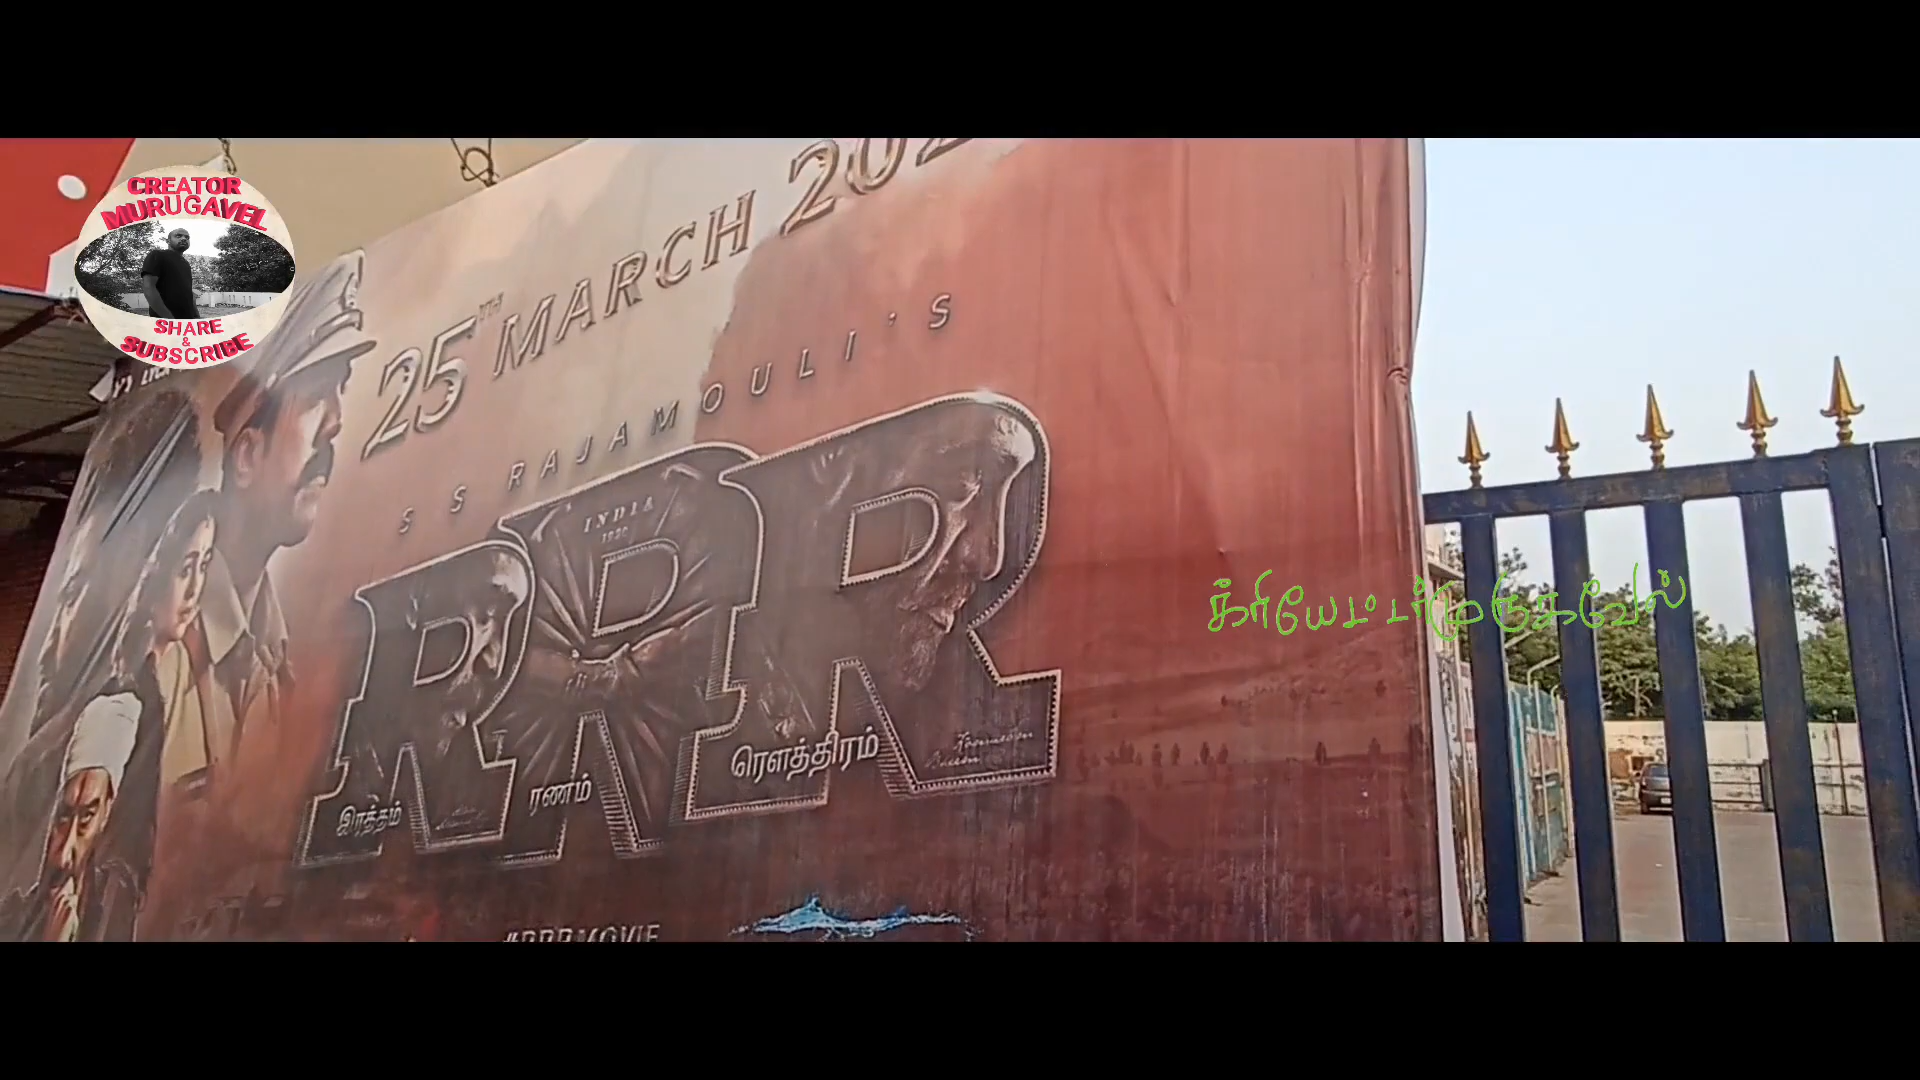 CREATOR
MURUGAVEL
SHARE
&
SUBSCRIBE
25TH MARCH 202
S S RAJAMOULI'S
RRR
INDIA
1920
இரத்தம்
ரணம்
ரௌத்திரம்
#RRRMOVIE
க்ரியேட்டர்முருகவேல்